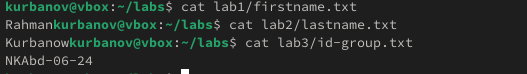 kurbanov@vbox:~/labs$ cat lab1/firstname.txt
Rahmankurbanov@vbox:~/labs$ cat lab2/lastname.txt
Kurbanowkurbanov@vbox:~/labs$ cat lab3/id-group.txt
NKAbd-06-24